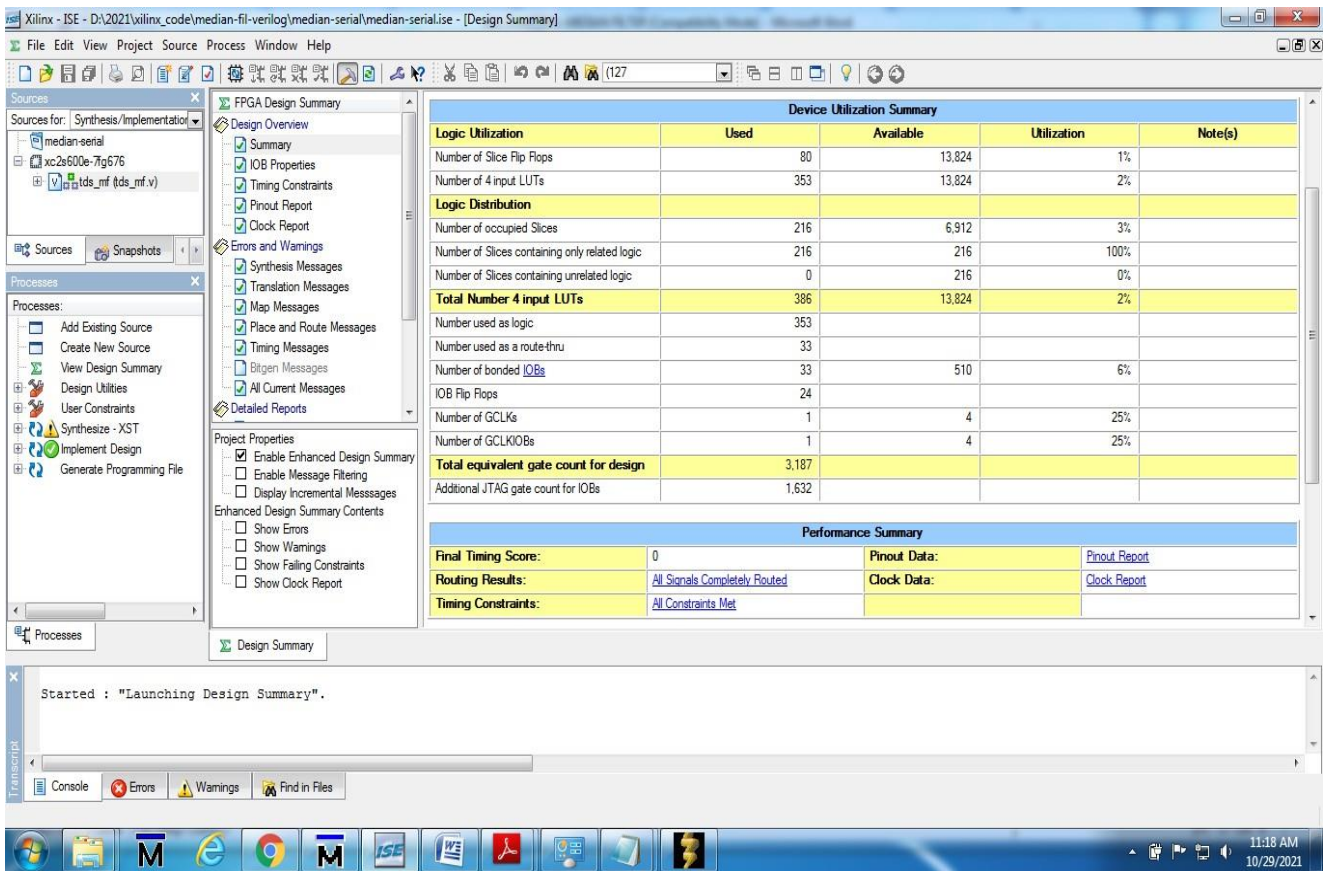 Xilinx - ISE - D:\2021\xilinx_code\median-fil-verilog\median-serial\median-serial.ise - [Design Summary]
File Edit View Project Source Process Window Help
(127
Sources
Sources for: Synthesis/Implementation
median-serial
xc2s600e-7fg676
tds_mf (tds_mf.v)
Sources Snapshots
Processes
Processes:
Add Existing Source
Create New Source
View Design Summary
Design Utilities
User Constraints
Synthesize - XST
Implement Design
Generate Programming File
Processes
FPGA Design Summary
Design Overview
Summary
IOB Properties
Timing Constraints
Pinout Report
Clock Report
Errors and Warnings
Synthesis Messages
Translation Messages
Map Messages
Place and Route Messages
Timing Messages
Bitgen Messages
All Current Messages
Detailed Reports
Project Properties
Enable Enhanced Design Summary
Enable Message Filtering
Display Incremental Messsages
Enhanced Design Summary Contents
Show Errors
Show Warnings
Show Failing Constraints
Show Clock Report
Design Summary
Device Utilization Summary
Logic Utilization Used Available Utilization Note(s)
Number of Slice Flip Flops 80 13,824 1%
Number of 4 input LUTs 353 13,824 2%
Logic Distribution
Number of occupied Slices 216 6,912 3%
Number of Slices containing only related logic 216 216 100%
Number of Slices containing unrelated logic 0 216 0%
Total Number 4 input LUTs 386 13,824 2%
Number used as logic 353
Number used as a route-thru 33
Number of bonded IOBs 33 510 6%
IOB Flip Flops 24
Number of GCLKs 1 4 25%
Number of GCLKIOBs 1 4 25%
Total equivalent gate count for design 3,187
Additional JTAG gate count for IOBs 1,632
Performance Summary
Final Timing Score: 0 Pinout Data: Pinout Report
Routing Results: All Signals Completely Routed Clock Data: Clock Report
Timing Constraints: All Constraints Met
Started : "Launching Design Summary".
Transcript
Console Errors Warnings Find in Files
ISE
11:18 AM
10/29/2021